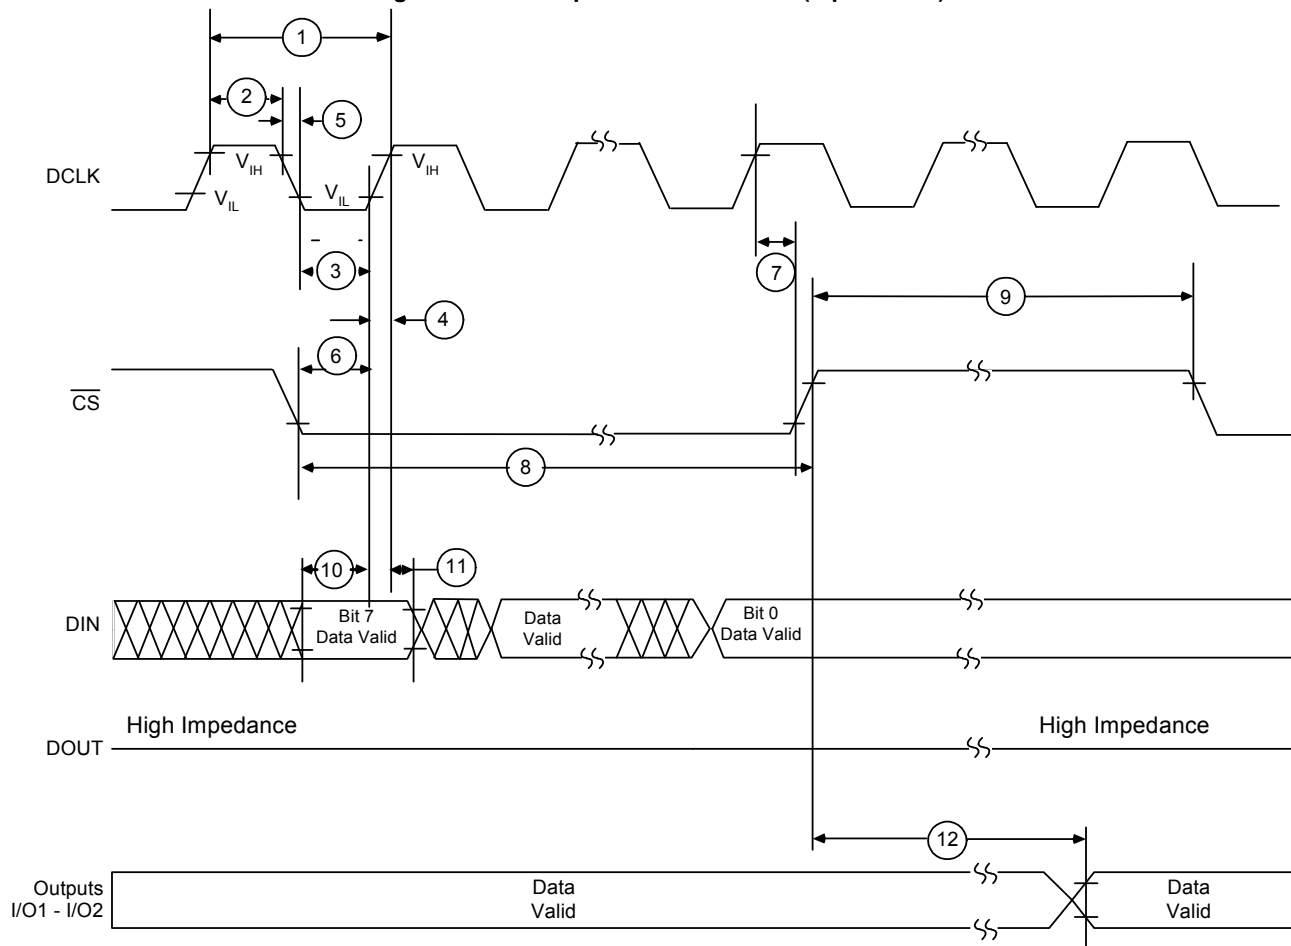 1
2
5
DCLK
VIH
VIL
VIL
VIH
3
7
4
9
6
CS
8
10
11
DIN
Bit 7
Data Valid
Data
Valid
Bit 0
Data Valid
High Impedance
High Impedance
DOUT
12
Outputs
I/O1 - I/O2
Data
Valid
Data
Valid